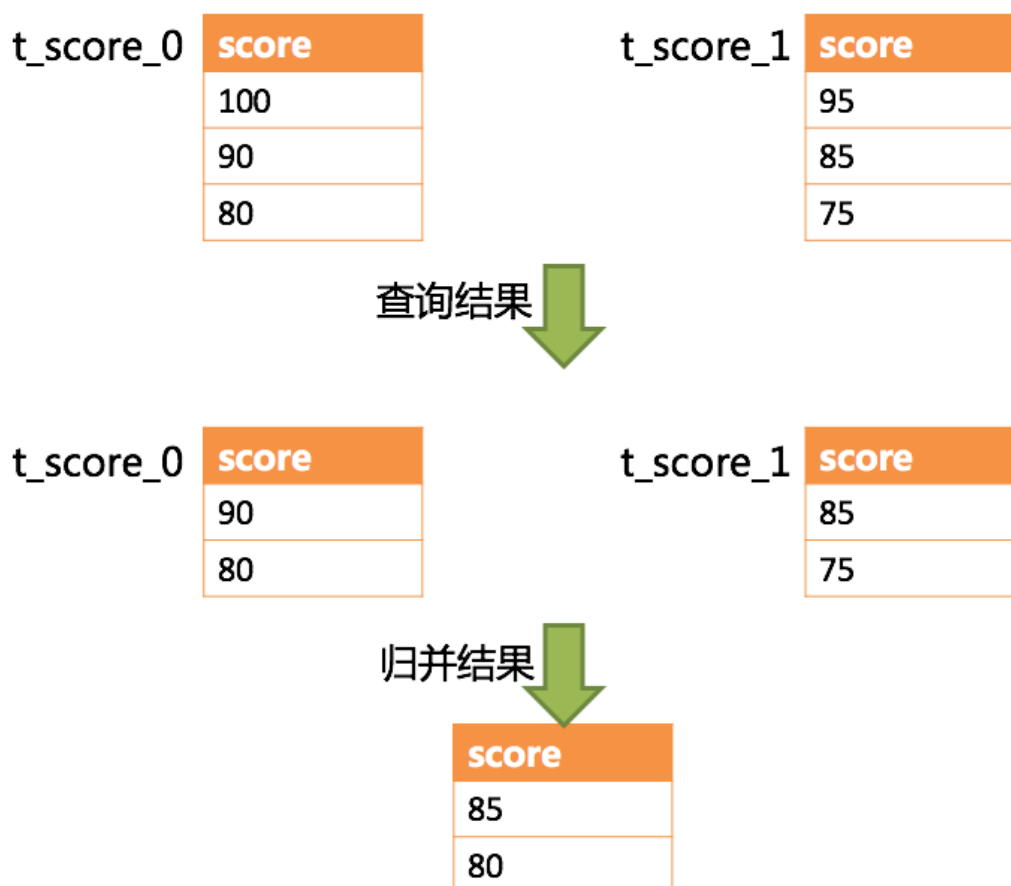 t_score_0 score t_score_1 score
100 95
90 85
80 75
查询结果
t_score_0 score t_score_1 score
90 85
80 75
归并结果
score
85
80